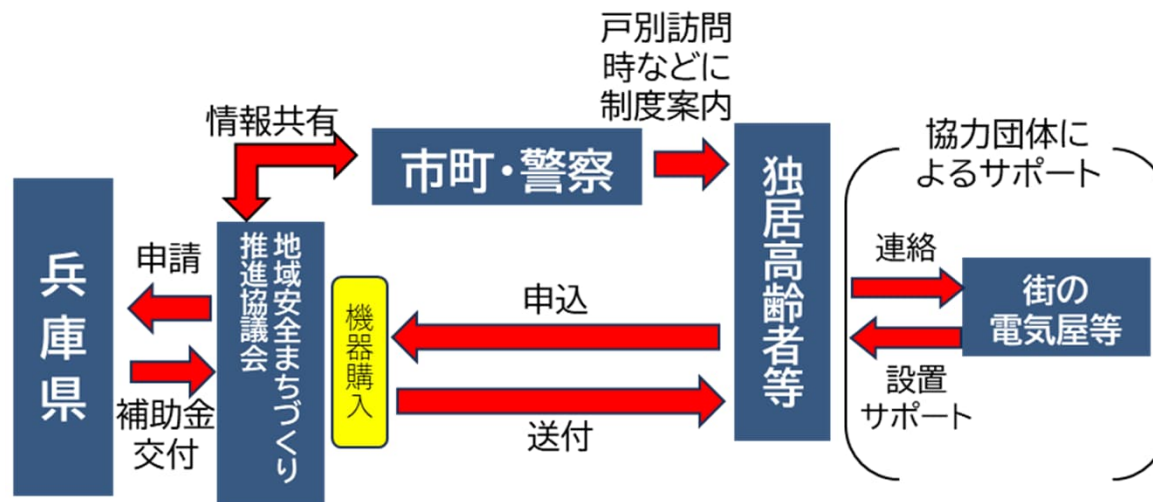 戸別訪問
時などに
制度案内
情報共有
市町・警察
協力団体に
よるサポート
兵庫県
申請
補助金
交付
地域安全まちづくり
推進協議会
機器購入
申込
送付
独居高齢者等
連絡
街の
電気屋等
設置
サポート